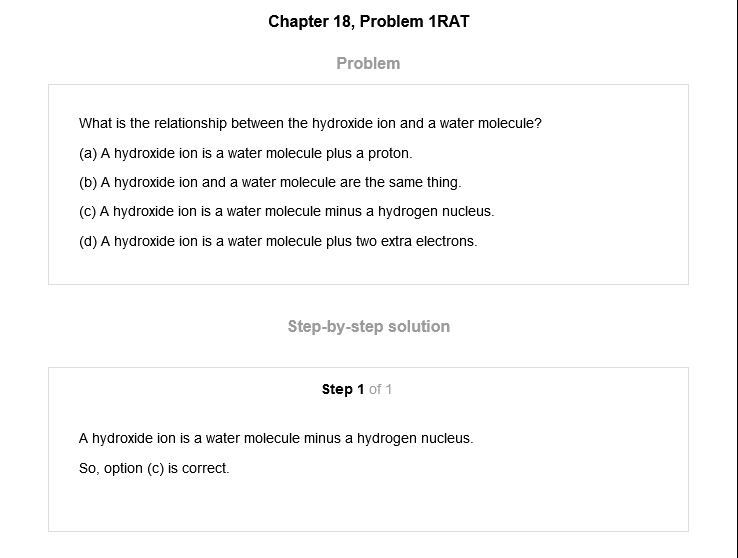 Chapter 18, Problem 1RAT
Problem
What is the relationship between the hydroxide ion and a water molecule?
(a) A hydroxide ion is a water molecule plus a proton.
(b) A hydroxide ion and a water molecule are the same thing.
(c) A hydroxide ion is a water molecule minus a hydrogen nucleus.
(d) A hydroxide ion is a water molecule plus two extra electrons.
Step-by-step solution
Step 1 of 1
A hydroxide ion is a water molecule minus a hydrogen nucleus.
So, option (c) is correct.